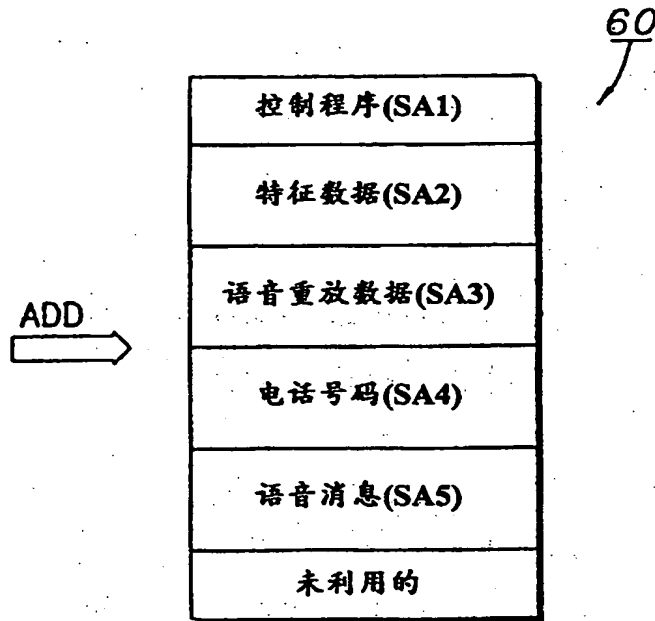 60
控制程序(SA1)
特征数据(SA2)
语音重放数据(SA3)
ADD
电话号码(SA4)
语音消息(SA5)
未利用的